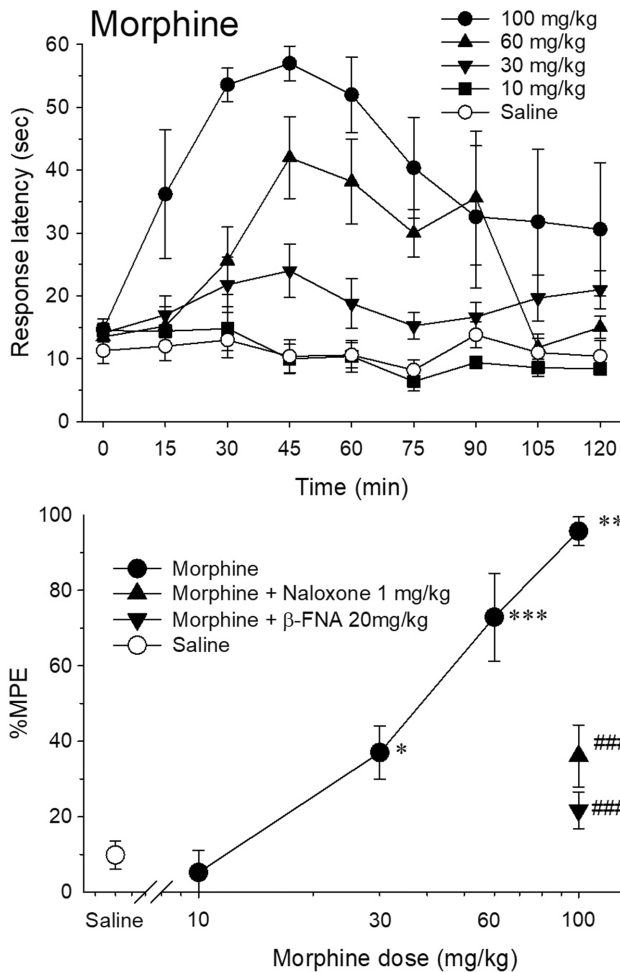 Morphine
100 mg/kg
60 mg/kg
30 mg/kg
10 mg/kg
Saline
Response latency (sec)
60
50
40
30
20
10
0
0 15 30 45 60 75 90 105 120
Time (min)
%MPE
100
80
60
40
20
0
Morphine
Morphine + Naloxone 1 mg/kg
Morphine + β-FNA 20mg/kg
Saline
**
***
*
##
##
Saline 10 30 60 100
Morphine dose (mg/kg)